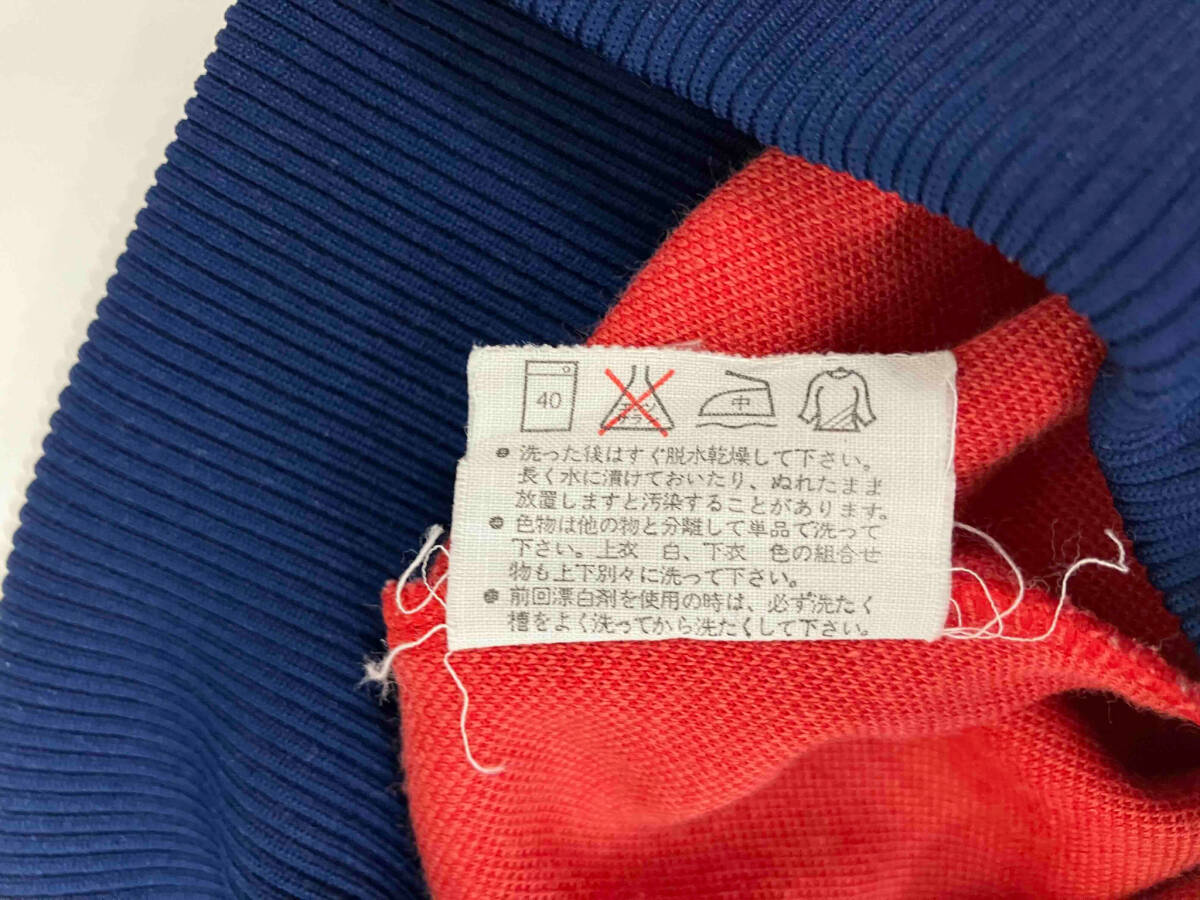 40 エンソ 中
サラシ
● 洗った後はすぐ脱水乾燥して下さい。
長く水に漬けておいたり、ぬれたまま
放置しますと汚染することがあります。
● 色物は他の物と分離して単品で洗って
下さい。上衣 白、下衣 色の組合せ
物も上下別々に洗って下さい。
● 前回漂白剤を使用の時は、必ず洗たく
槽をよく洗ってから洗たくして下さい。